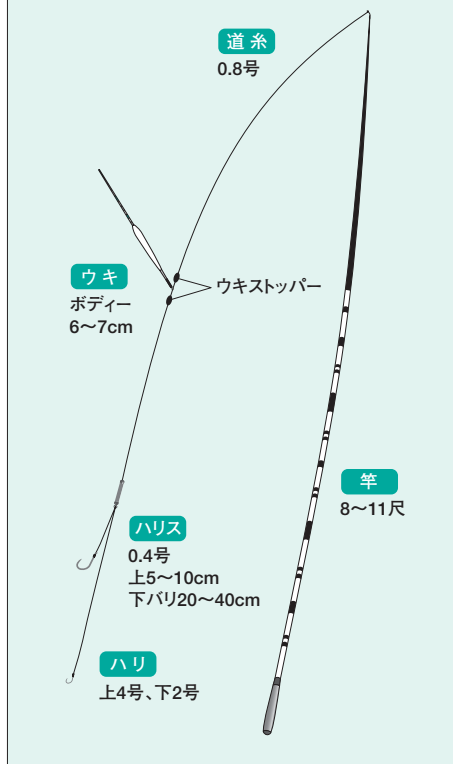 道糸
0.8号
ウキ
ボディー
6〜7cm
ウキストッパー
竿
8〜11尺
ハリス
0.4号
上5〜10cm
下バリ20〜40cm
ハリ
上4号、下2号